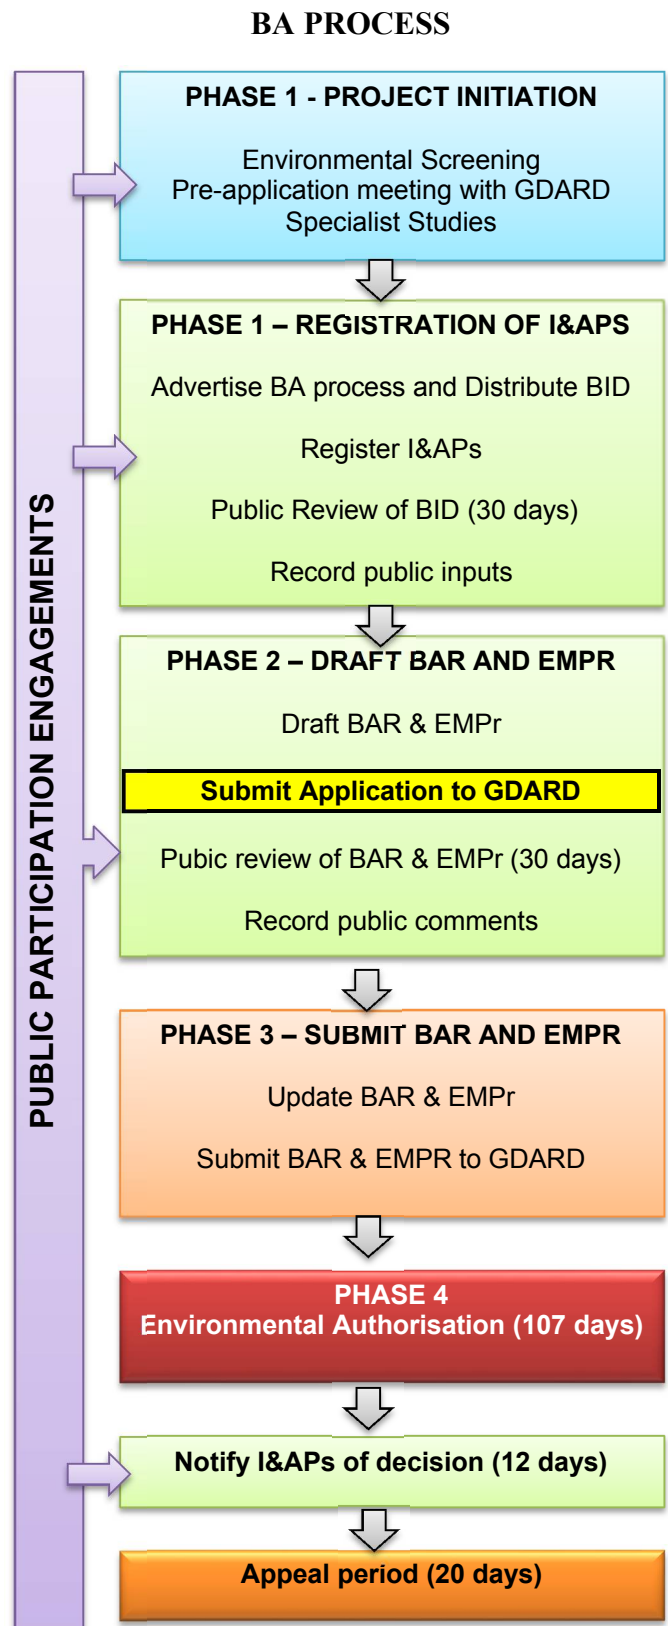 BA PROCESS
PUBLIC PARTICIPATION ENGAGEMENTS
PHASE 1 - PROJECT INITIATION
Environmental Screening
Pre-application meeting with GDARD
Specialist Studies
PHASE 1 – REGISTRATION OF I&APS
Advertise BA process and Distribute BID
Register I&APs
Public Review of BID (30 days)
Record public inputs
PHASE 2 – DRAFT BAR AND EMPR
Draft BAR & EMPr
Submit Application to GDARD
Pubic review of BAR & EMPr (30 days)
Record public comments
PHASE 3 – SUBMIT BAR AND EMPR
Update BAR & EMPr
Submit BAR & EMPR to GDARD
PHASE 4
Environmental Authorisation (107 days)
Notify I&APs of decision (12 days)
Appeal period (20 days)